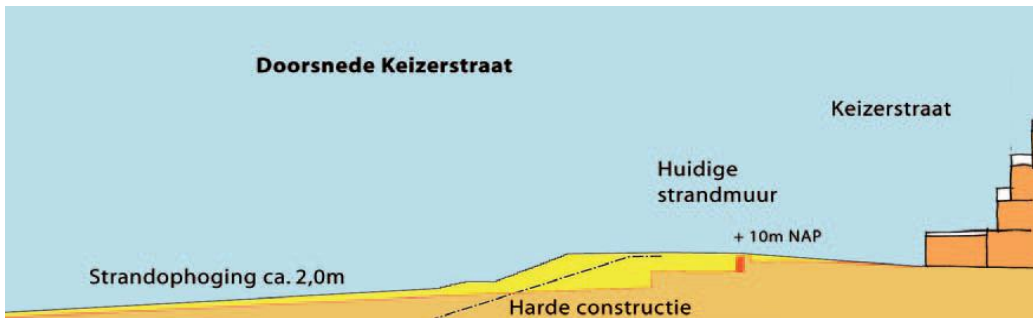 Doorsnede Keizerstraat
Keizerstraat
Huidige
strandmuur
+ 10m NAP
Strandophoging ca. 2,0m
Harde constructie